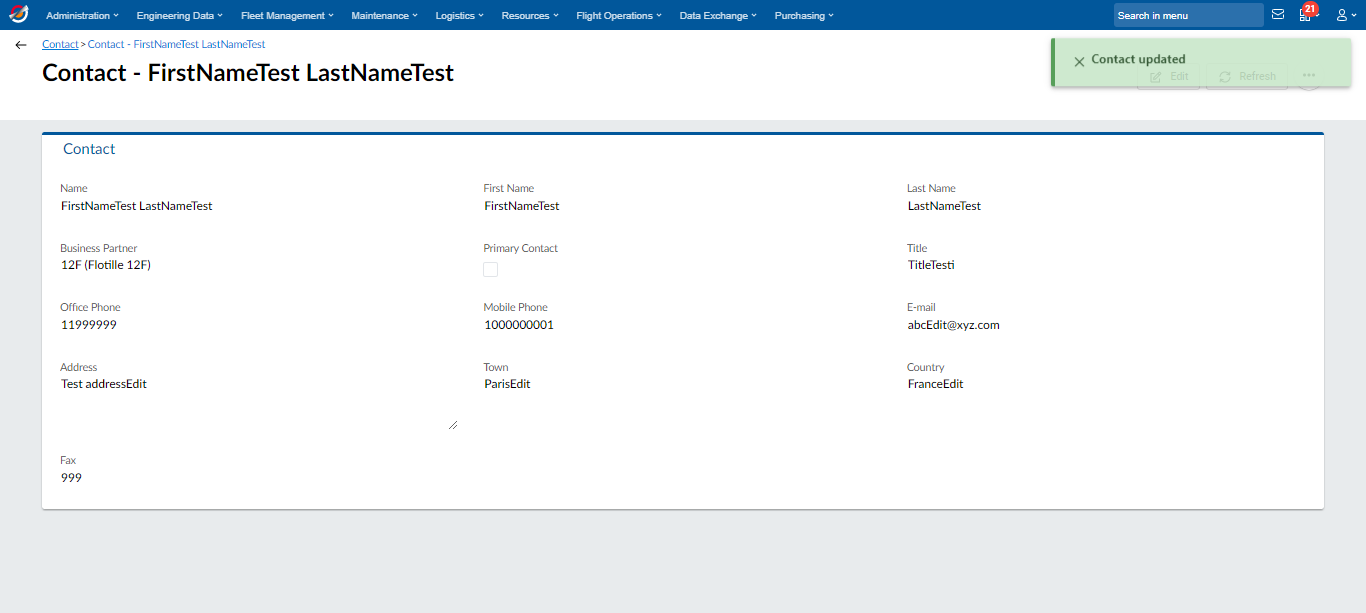 Administration Engineering Data Fleet Management Maintenance Logistics Resources Flight Operations Data Exchange Purchasing Search in menu 21
Contact > Contact - FirstNameTest LastNameTest
Contact - FirstNameTest LastNameTest
Contact updated
Edit Refresh
Contact
Name First Name Last Name
FirstNameTest LastNameTest FirstNameTest LastNameTest
Business Partner Primary Contact Title
12F (Flotille 12F) TitleTesti
Office Phone Mobile Phone E-mail
11999999 1000000001 abcEdit@xyz.com
Address Town Country
Test addressEdit ParisEdit FranceEdit
Fax
999